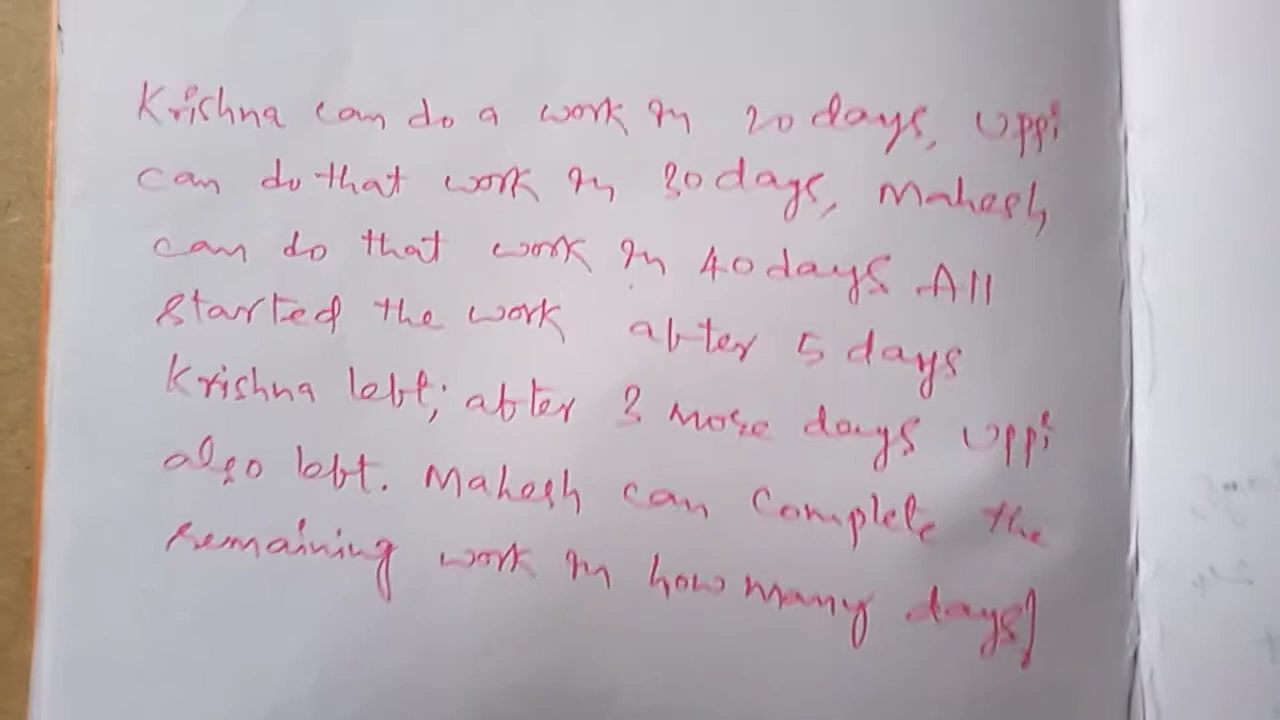 Krishna can do a work in 20 days, Uppi
can do that work in 30 days, Mahesh
can do that work in 40 days All
started the work after 5 days
Krishna left; after 3 more days Uppi
also left. Mahesh can complete the
remaining work in how many days?